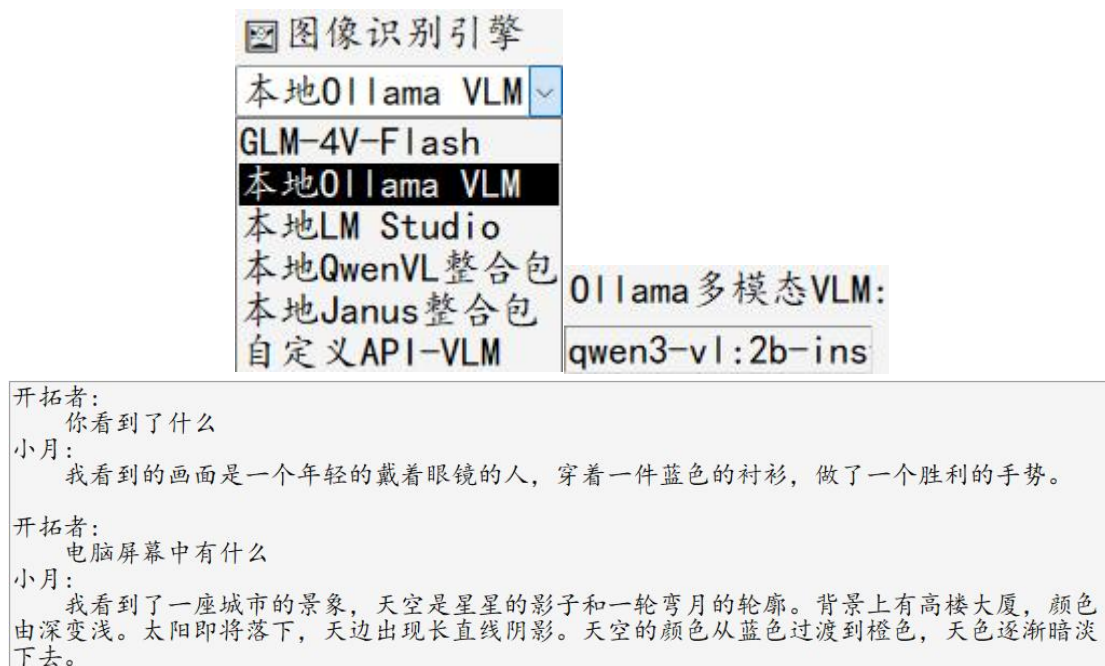 图像识别引擎
本地Ollama VLM
GLM-4V-Flash
本地Ollama VLM
本地LM Studio
本地QwenVL整合包
本地Janus整合包
自定义API-VLM
Ollama多模态VLM:
qwen3-vl:2b-ins
开拓者:
你看到了什么
小月:
我看到的画面是一个年轻的戴着眼镜的人，穿着一件蓝色的衬衫，做了一个胜利的手势。
开拓者:
电脑屏幕中有什么
小月:
我看到了一座城市的景象，天空是星星的影子和一轮弯月的轮廓。背景上有高楼大厦，颜色
由深变浅。太阳即将落下，天边出现长直线阴影。天空的颜色从蓝色过渡到橙色，天色逐渐暗淡
下去。